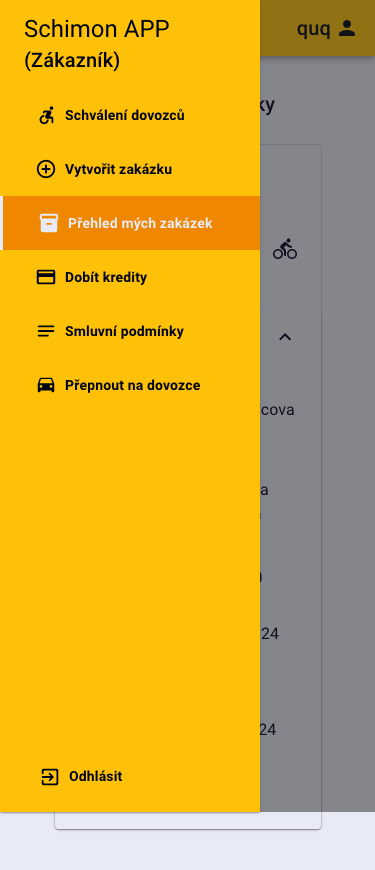 Schimon APP
(Zákazník)
quq
Schválení dovozců
Vytvořit zakázku
Přehled mých zakázek
Dobít kredity
Smluvní podmínky
Přepnout na dovozce
24
24
Odhlásit